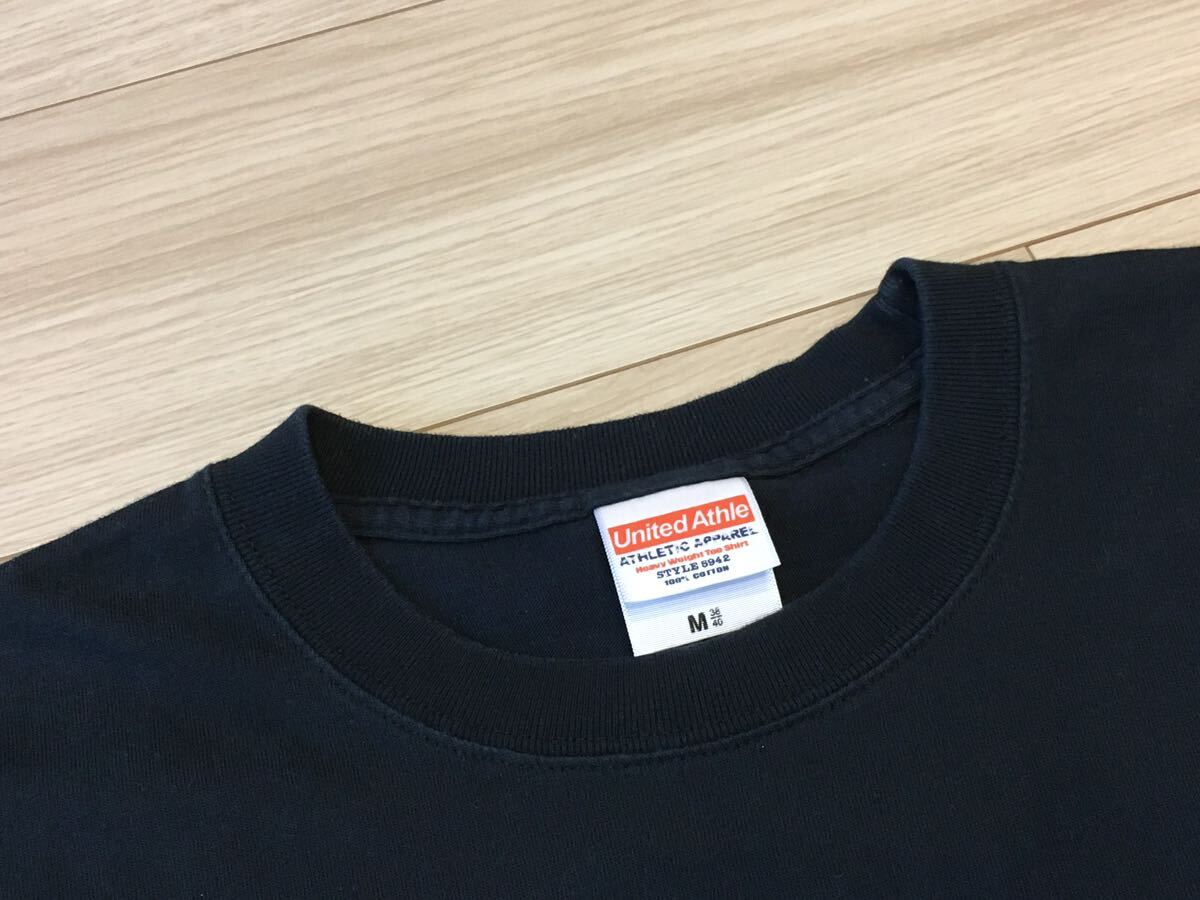 United Athle
ATHLETIC APPAREL
Heavy Weight Tee Shirt
STYLE 5942
100% COTTON
M 38/40